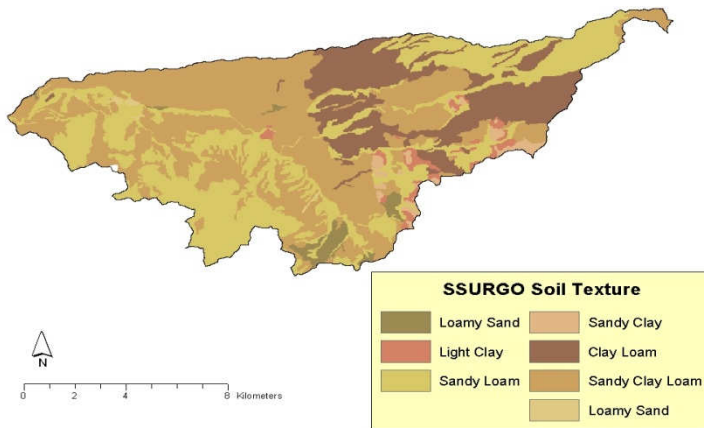 SSURGO Soil Texture
Loamy Sand
Sandy Clay
Light Clay
Clay Loam
Sandy Loam
Sandy Clay Loam
Loamy Sand
N
0 2 4 8 Kilometers